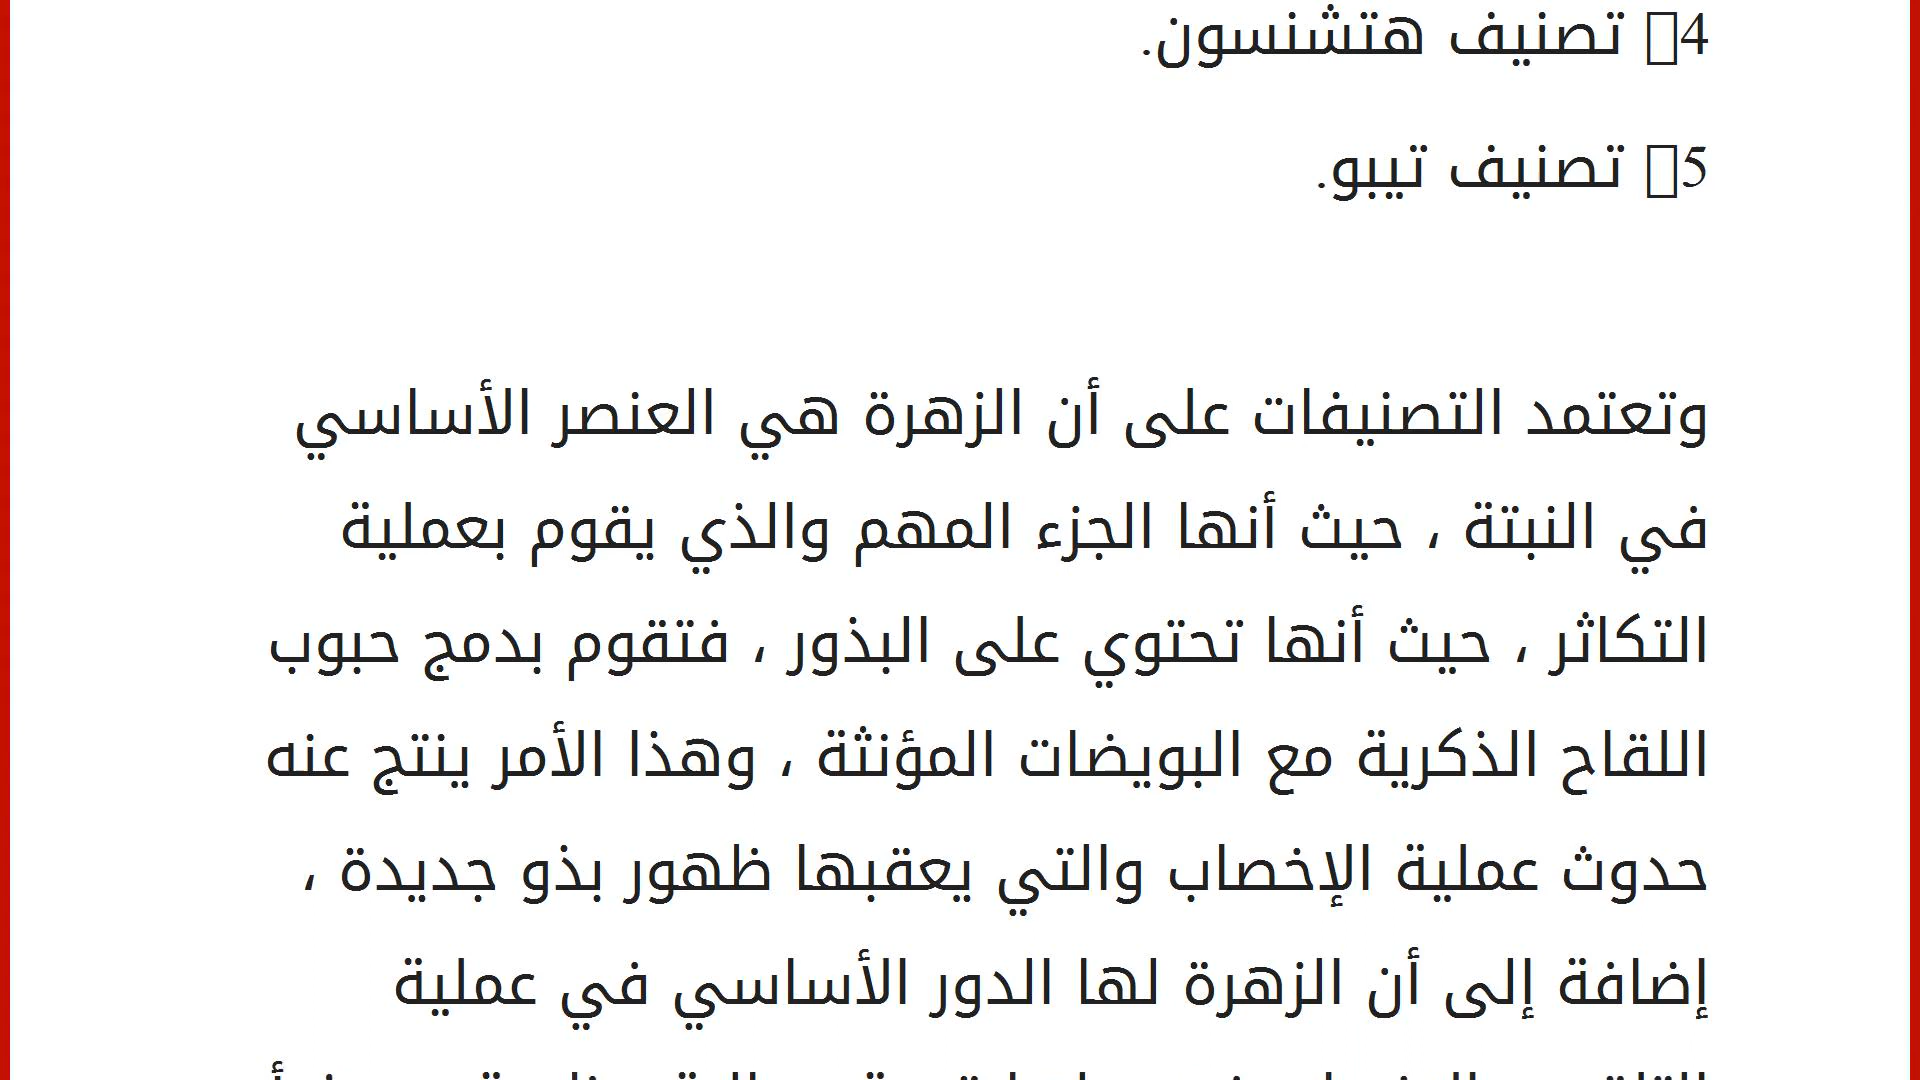 4 تصنيف هتشنسون.
5 تصنيف تيبو.
وتعتمد التصنيفات على أن الزهرة هي العنصر الأساسي
في النبتة ، حيث أنها الجزء المهم والذي يقوم بعملية
التكاثر ، حيث أنها تحتوي على البذور ، فتقوم بدمج حبوب
اللقاح الذكرية مع البويضات المؤنثة ، وهذا الأمر ينتج عنه
حدوث عملية الإخصاب والتي يعقبها ظهور بذو جديدة ،
إضافة إلى أن الزهرة لها الدور الأساسي في عملية